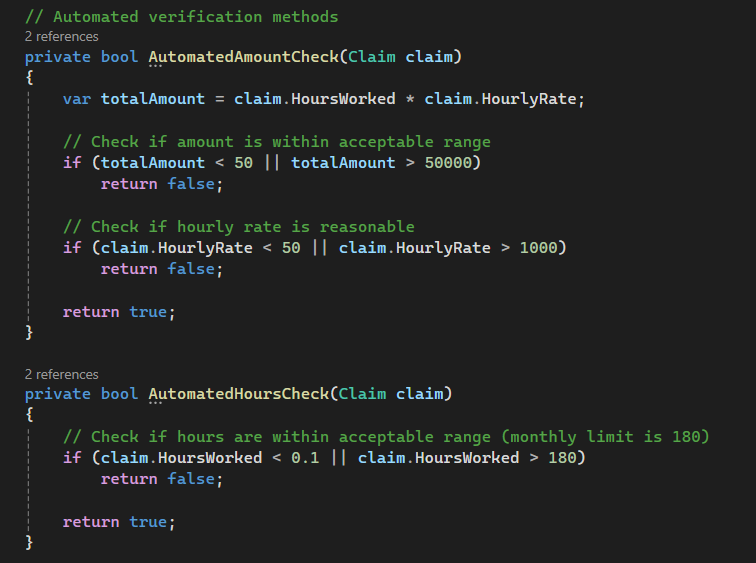 // Automated verification methods
2 references
private bool AutomatedAmountCheck(Claim claim)
{
    var totalAmount = claim.HoursWorked * claim.HourlyRate;

    // Check if amount is within acceptable range
    if (totalAmount < 50 || totalAmount > 50000)
        return false;

    // Check if hourly rate is reasonable
    if (claim.HourlyRate < 50 || claim.HourlyRate > 1000)
        return false;

    return true;
}

2 references
private bool AutomatedHoursCheck(Claim claim)
{
    // Check if hours are within acceptable range (monthly limit is 180)
    if (claim.HoursWorked < 0.1 || claim.HoursWorked > 180)
        return false;

    return true;
}